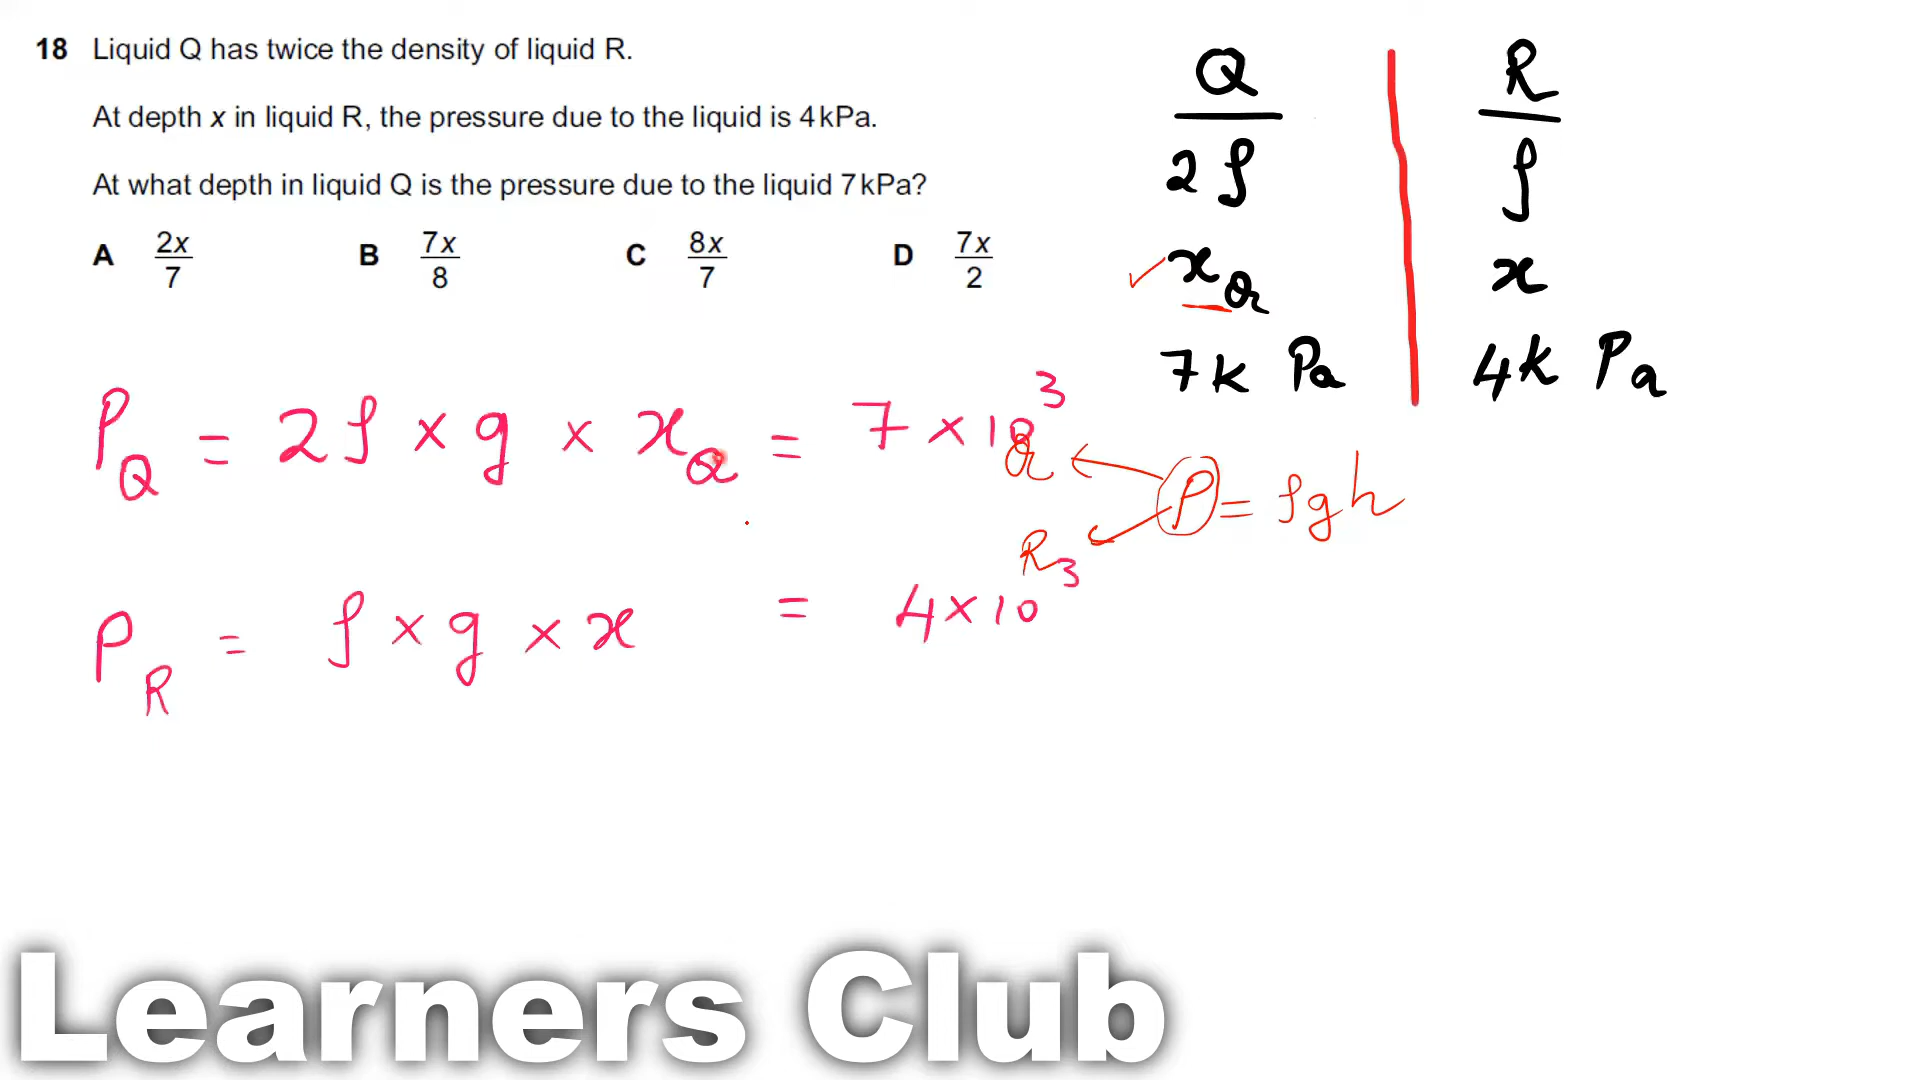 18 Liquid Q has twice the density of liquid R.
At depth x in liquid R, the pressure due to the liquid is 4 kPa.
At what depth in liquid Q is the pressure due to the liquid 7 kPa?
A 2x/7 B 7x/8 C 8x/7 D 7x/2
Q R
2ρ ρ
✓ x_Q x
7k Pa 4k Pa
P_Q = 2ρ × g × x_Q = 7 × 10^3
Q ← P = ρgh
R ←
P_R = ρ × g × x = 4 × 10^3
Learners Club